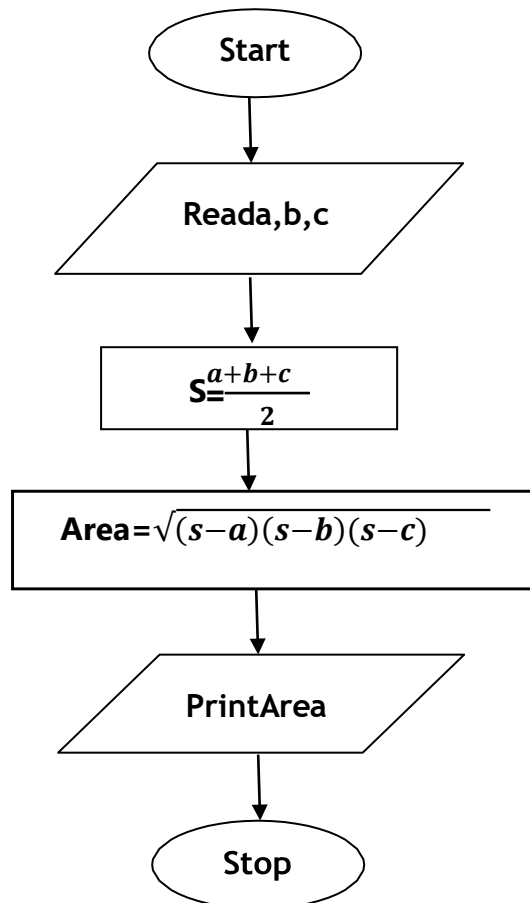 Start
Reada,b,c
S=a+b+c
2
Area=√(s−a)(s−b)(s−c)
PrintArea
Stop